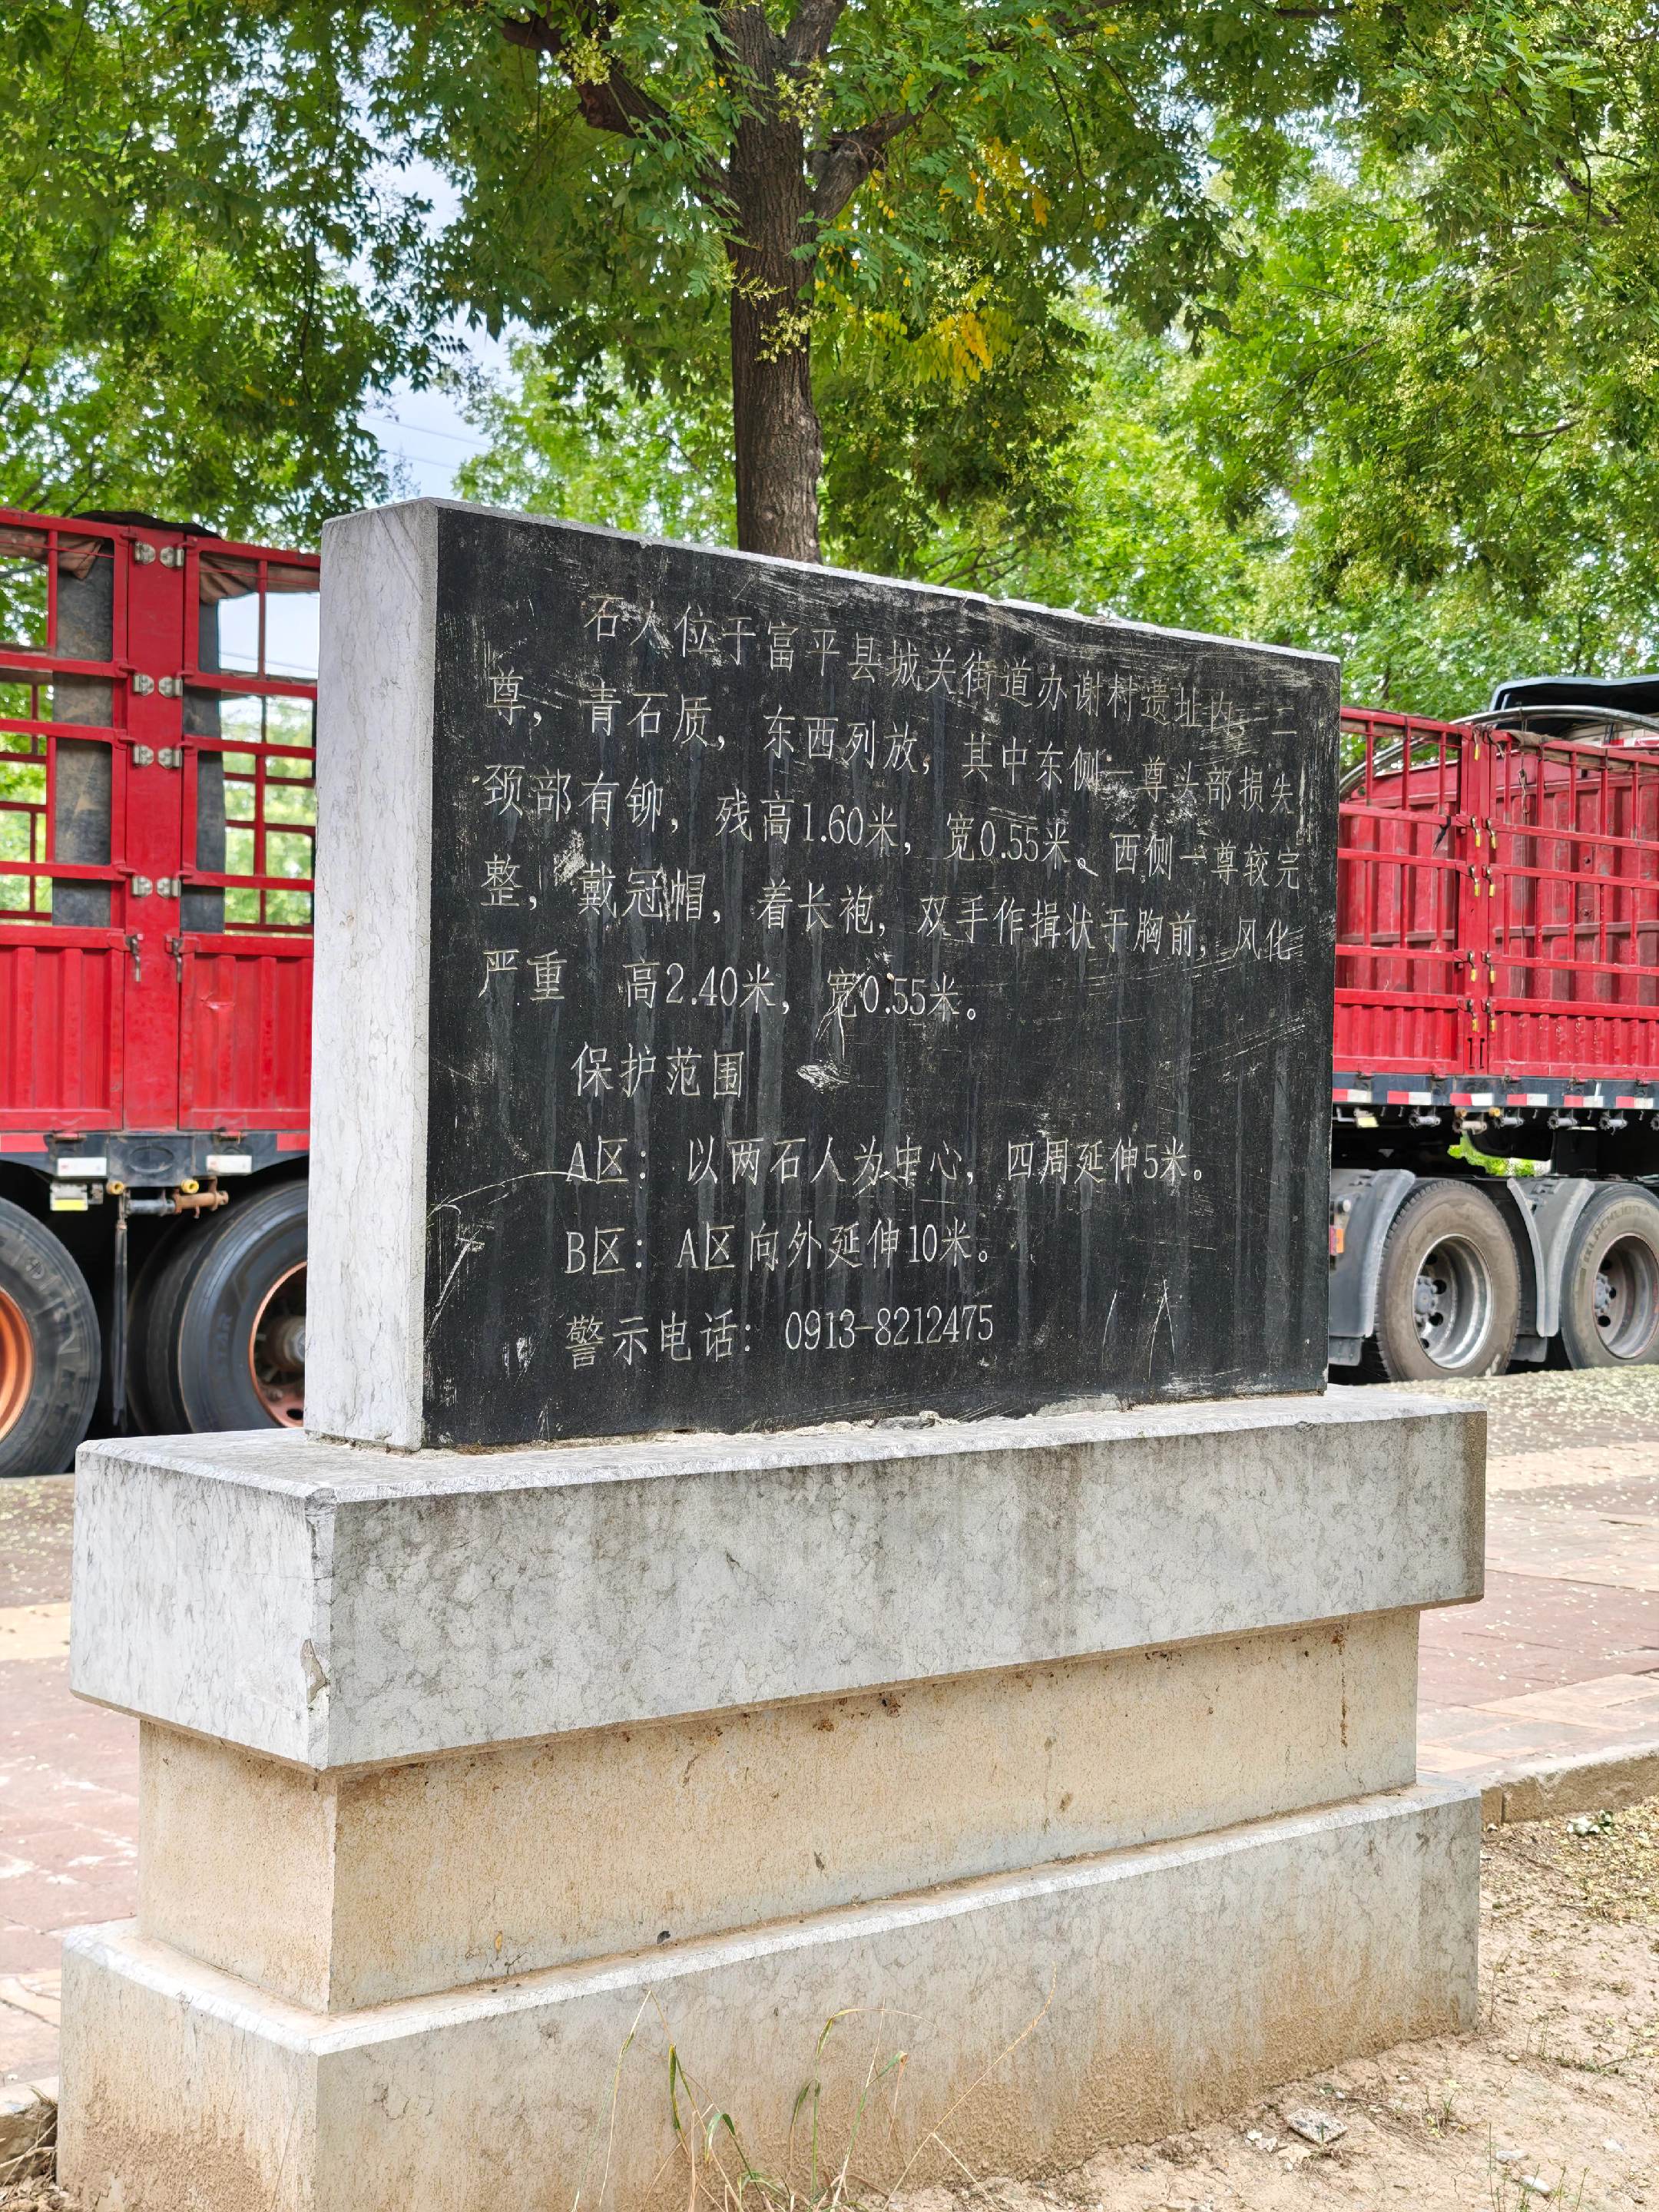 石人位于富平县城关街道办谢村遗址内。二
尊，青石质，东西列放，其中东侧一尊头部损失
颈部有铆，残高1.60米，宽0.55米。西侧一尊较完
整，戴冠帽，着长袍，双手作揖状于胸前，风化
严重 高2.40米，宽0.55米。
保护范围
A区：以两石人为中心，四周延伸5米。
B区：A区向外延伸10米。
警示电话：0913-8212475